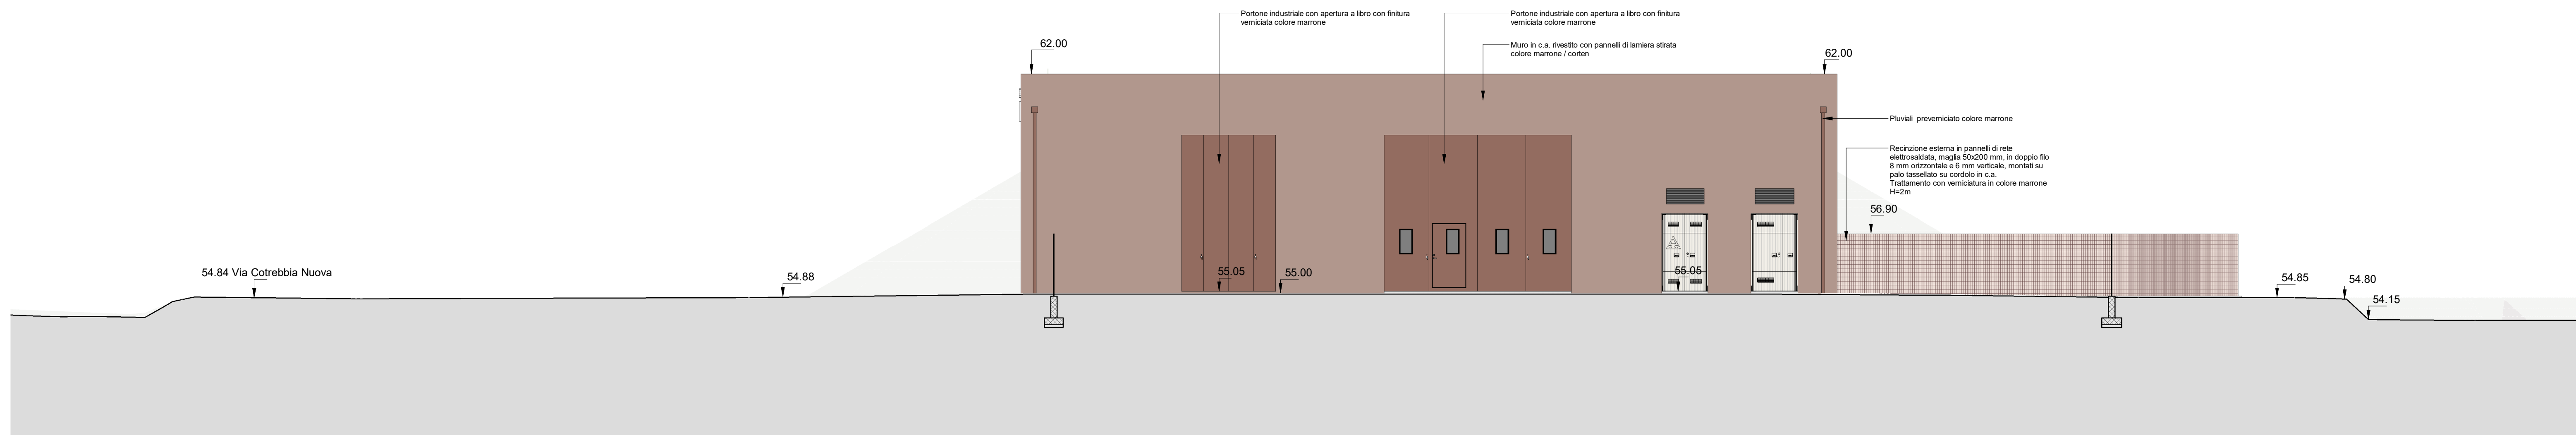 Portone industriale con apertura a libro con finitura
verniciata colore marrone
Portone industriale con apertura a libro con finitura
verniciata colore marrone
Muro in c.a. rivestito con pannelli di lamiera stirata
colore marrone / corten
62.00
62.00
Pluviali preverniciato colore marrone
Recinzione esterna in pannelli di rete
elettrosaldata, maglia 50x200 mm, in doppio filo
8 mm orizzontale e 6 mm verticale, montati su
palo tassellato su cordolo in c.a.
Trattamento con verniciatura in colore marrone
H=2m
56.90
54.84 Via Cotrebbia Nuova
54.88
55.05
55.00
55.05
54.85
54.80
54.15